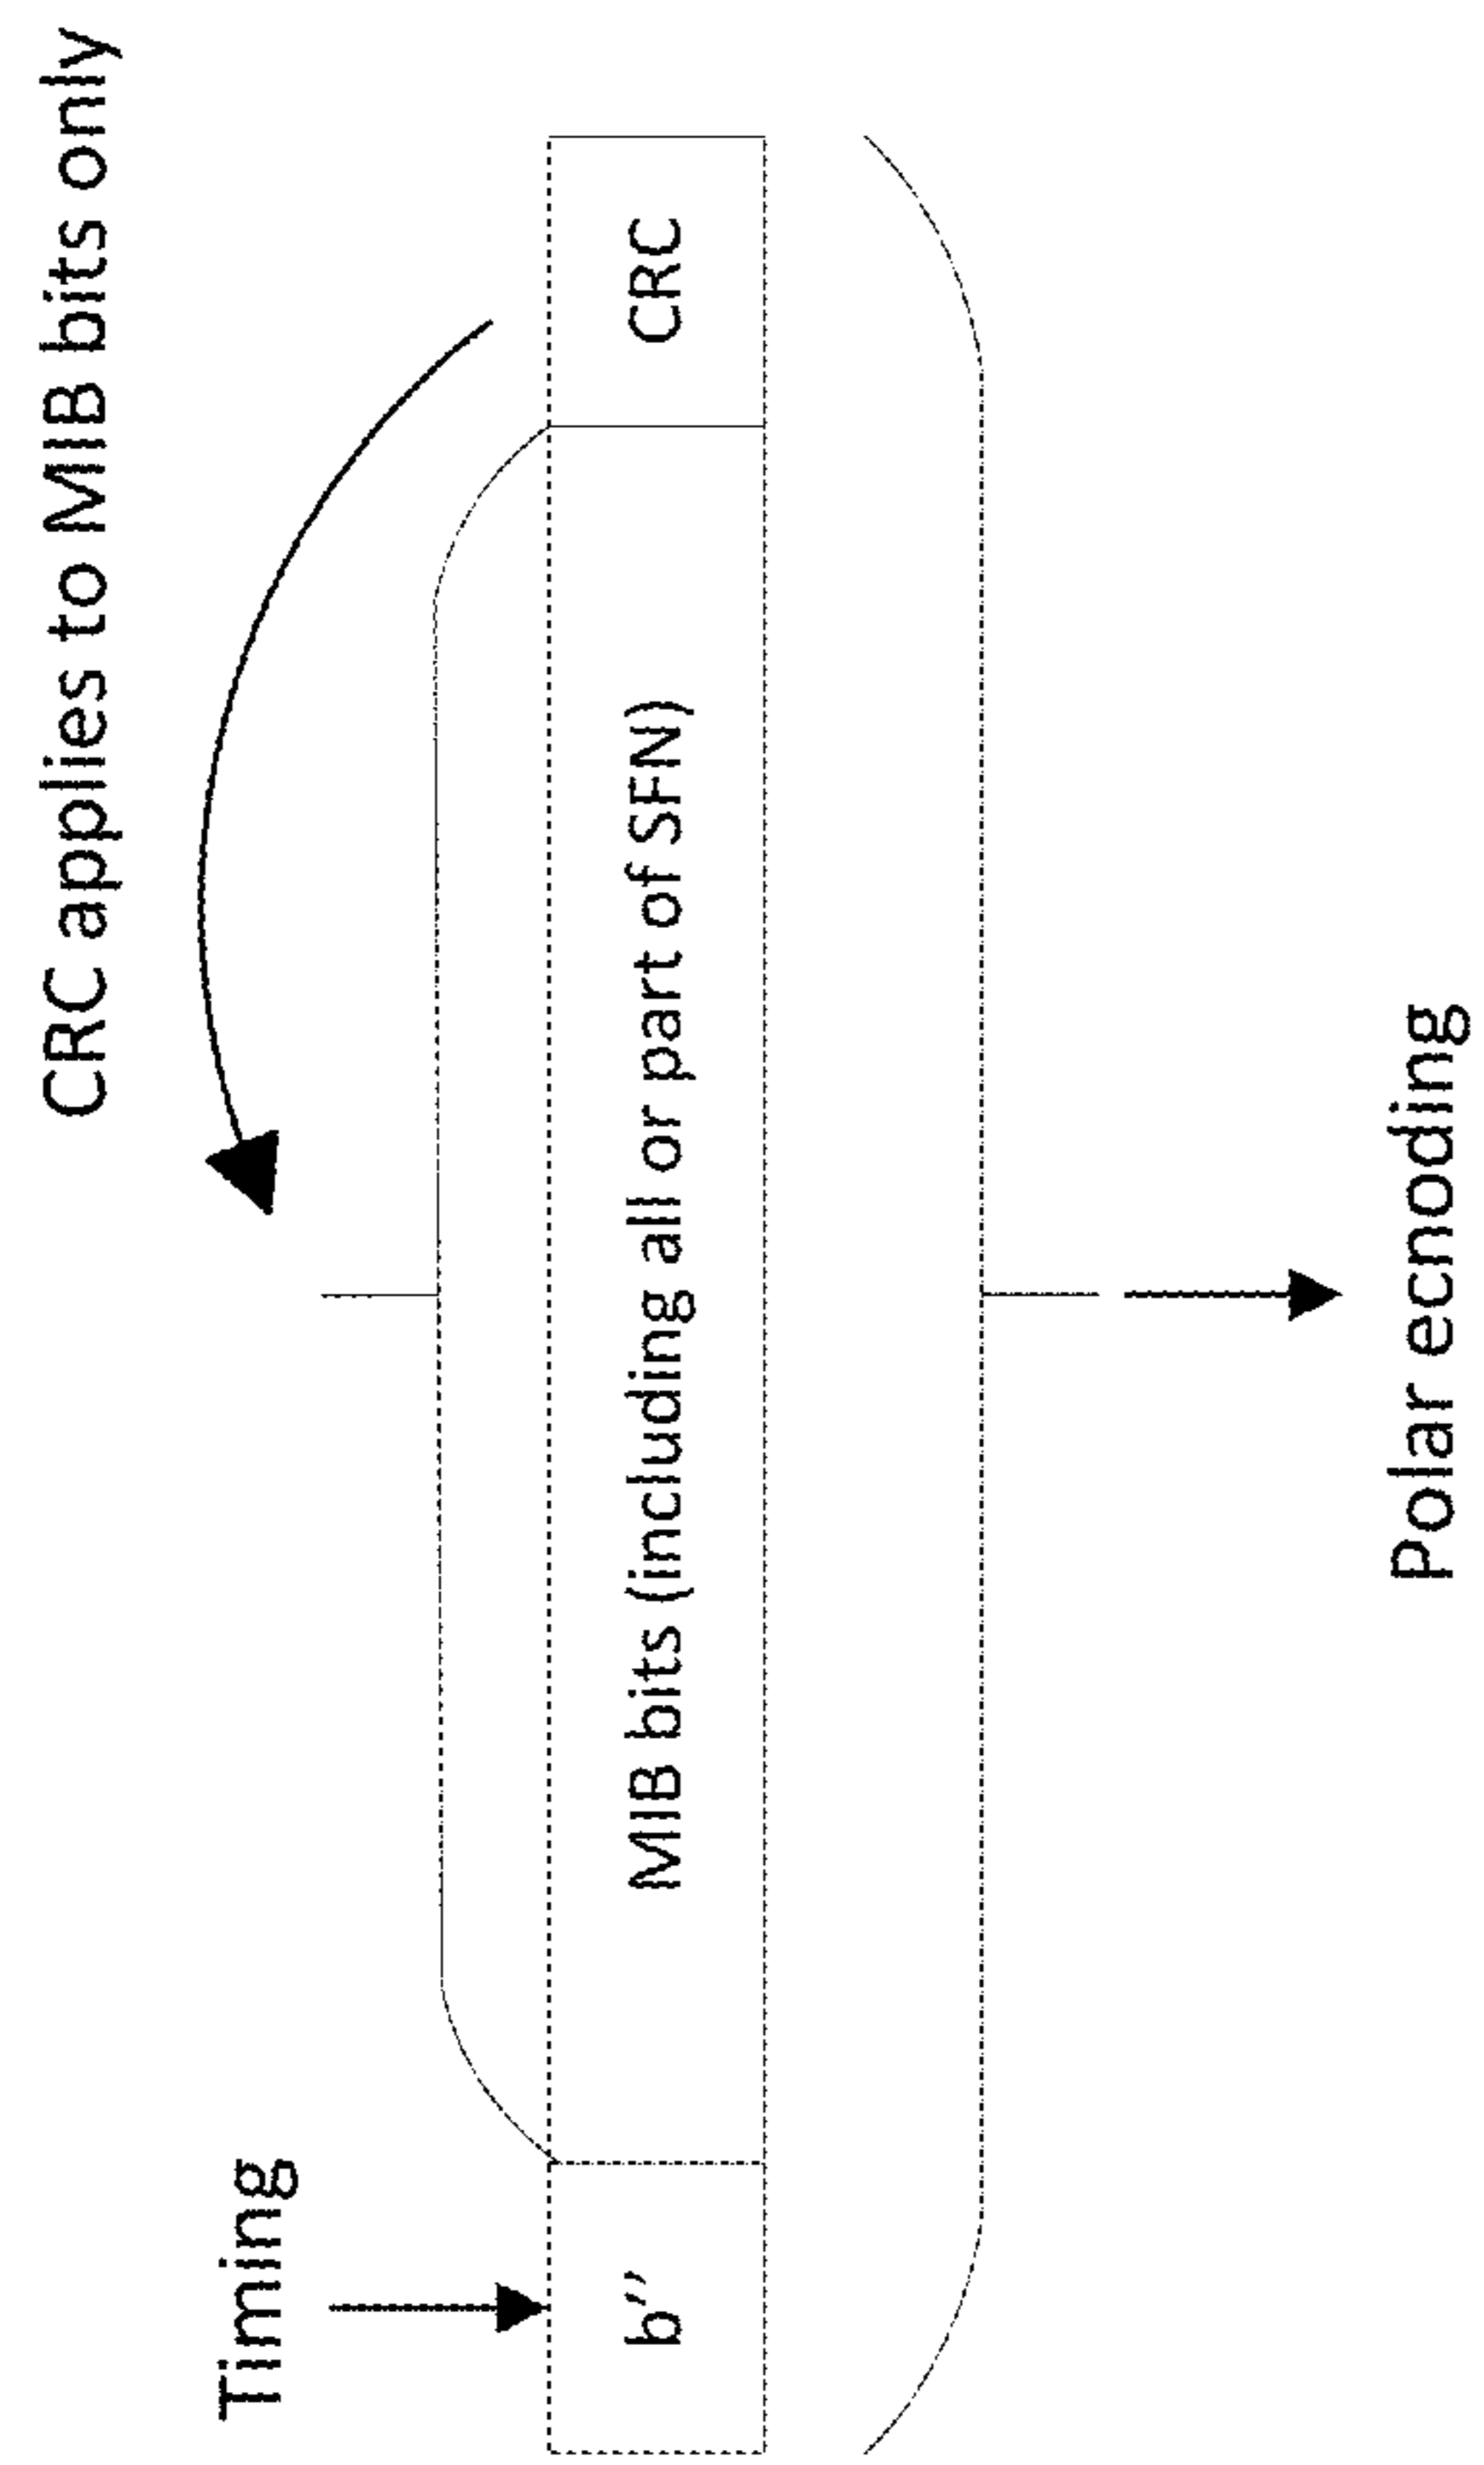 CRC applies to MIB bits only
Timing
b’’
MIB bits (including all or part of SFN)
CRC
Polar ecnoding